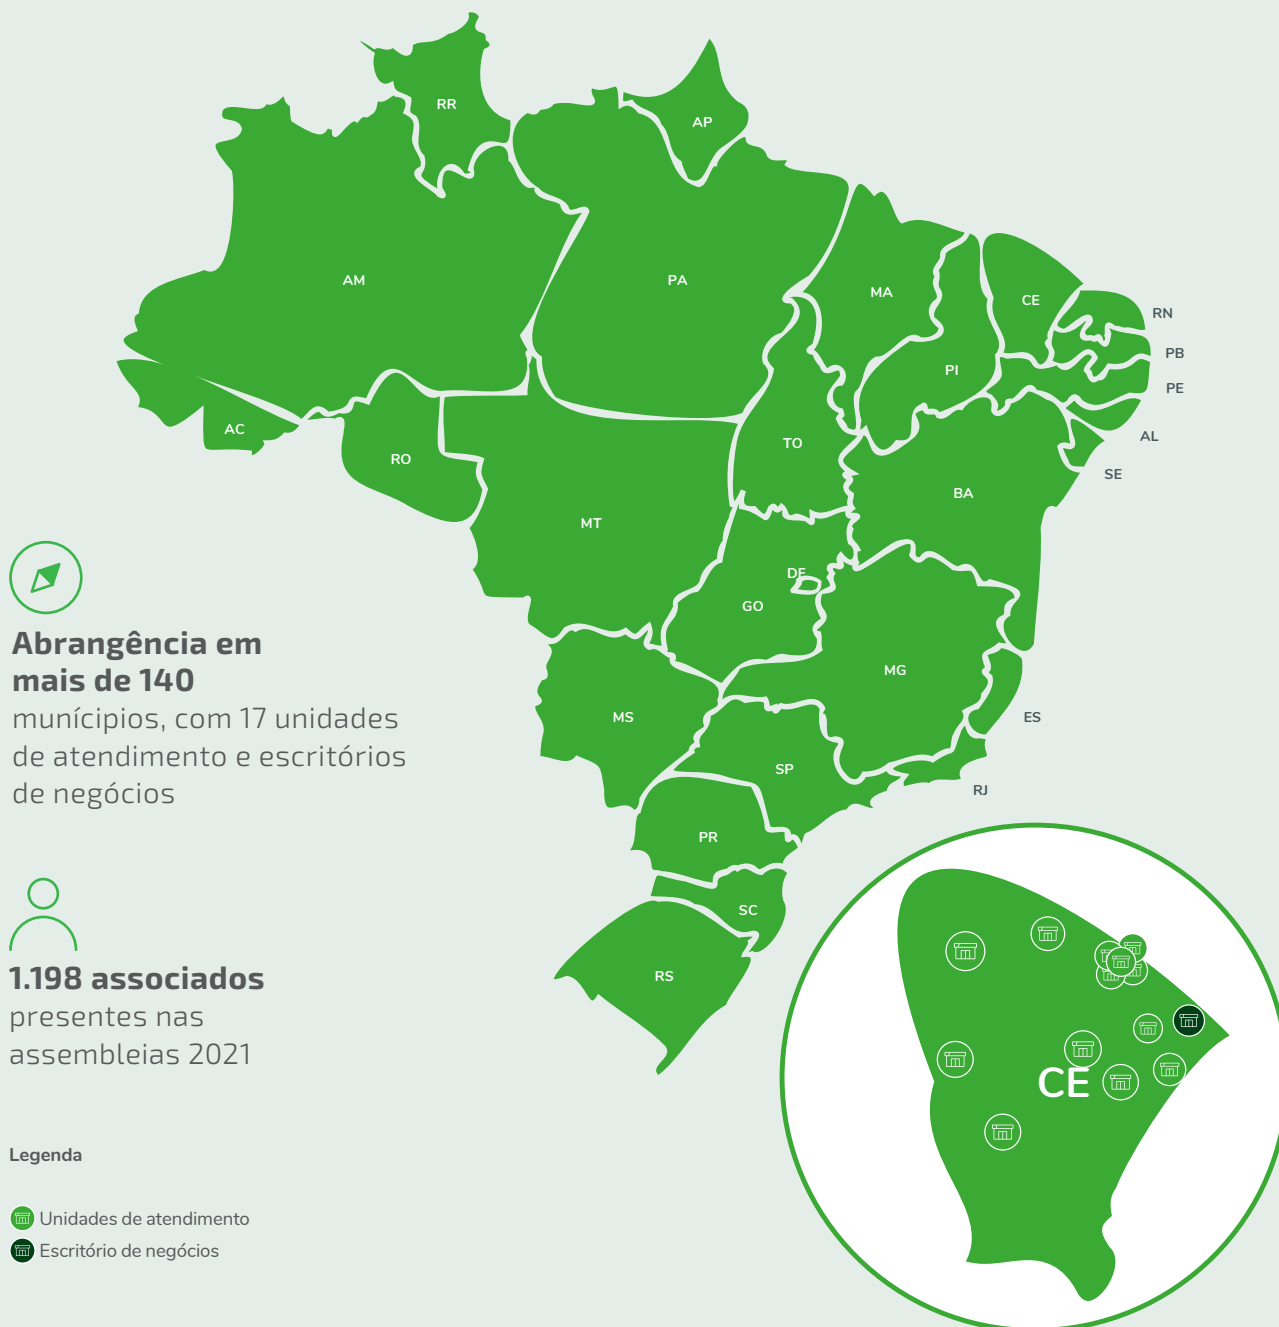 RR
AP
AM
PA
MA
CE
RN
PB
PI
PE
AC
AL
RO
TO
SE
BA
MT
DF
GO
Abrangência em
mais de 140
munícipios, com 17 unidades
de atendimento e escritórios
de negócios
MG
MS
ES
SP
RJ
PR
SC
RS
1.198 associados
presentes nas
assembleias 2021
CE
Legenda
Unidades de atendimento
Escritório de negócios